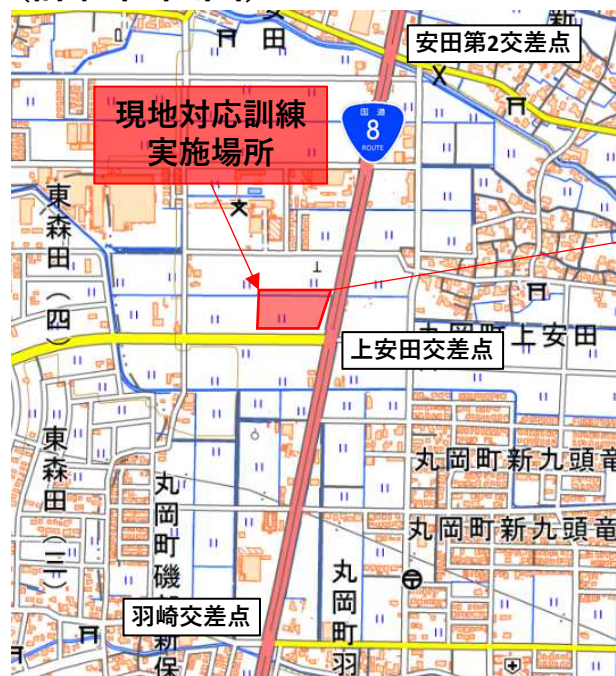 安田第2交差点
安
田
新
現地対応訓練
実施場所
国道
8
ROUTE
東森田(四)
上安田交差点
丸岡町上安田
東森田(三)
丸岡町新九頭竜
丸岡町新九頭竜
丸岡町磯部新保
丸岡町羽
羽崎交差点